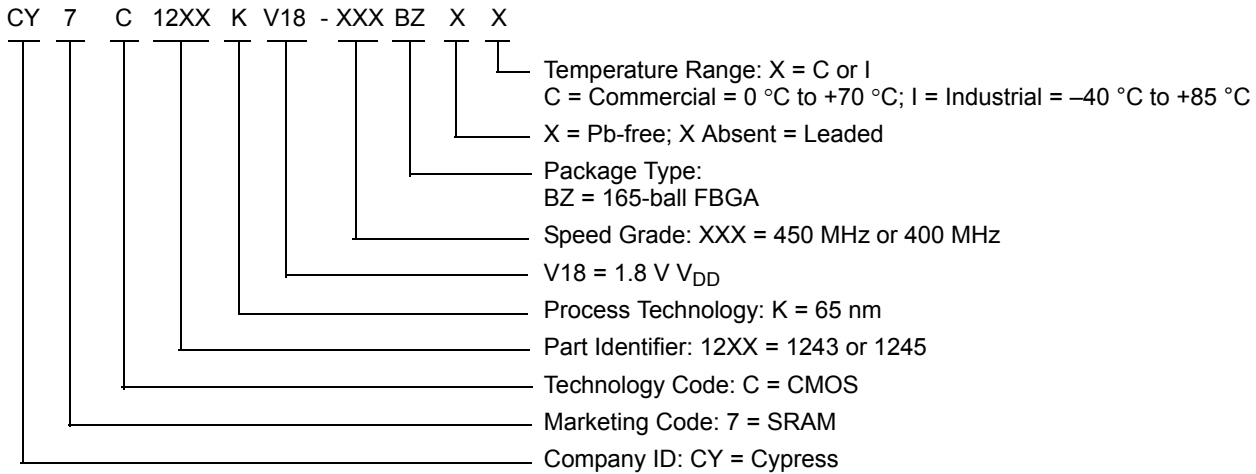 CY 7 C 12XX K V18 - XXX BZ X X
Temperature Range: X = C or I
C = Commercial = 0 °C to +70 °C; I = Industrial = –40 °C to +85 °C
X = Pb-free; X Absent = Leaded
Package Type:
BZ = 165-ball FBGA
Speed Grade: XXX = 450 MHz or 400 MHz
V18 = 1.8 V VDD
Process Technology: K = 65 nm
Part Identifier: 12XX = 1243 or 1245
Technology Code: C = CMOS
Marketing Code: 7 = SRAM
Company ID: CY = Cypress